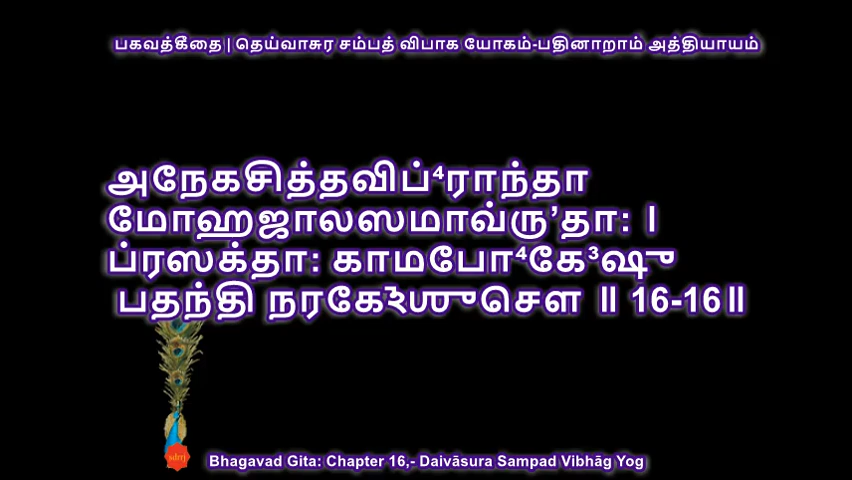 பகவத்கீதை | தெய்வாசுர சம்பத் விபாக யோகம்-பதினாறாம் அத்தியாயம்
அநேகசித்தவிப்⁴ராந்தா
மோஹஜாலஸமாவ்ரு’தா: |
ப்ரஸக்தா: காமபோ⁴கே³ஷு
பதந்தி நரகேঽஶுசௌ ॥ 16-16॥
Bhagavad Gita: Chapter 16,- Daivāsura Sampad Vibhāg Yog